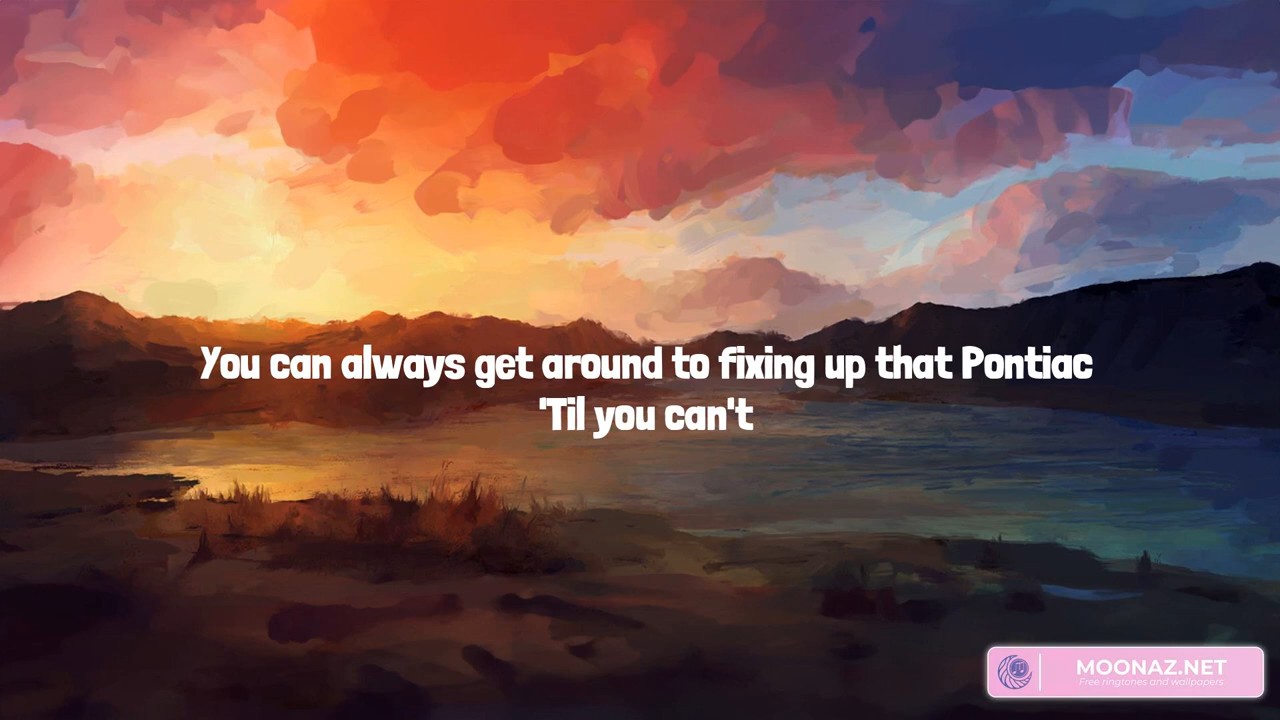 You can always get around to fixing up that Pontiac
'Til you can't
MOONAZ.NET
Free ringtones and wallpapers